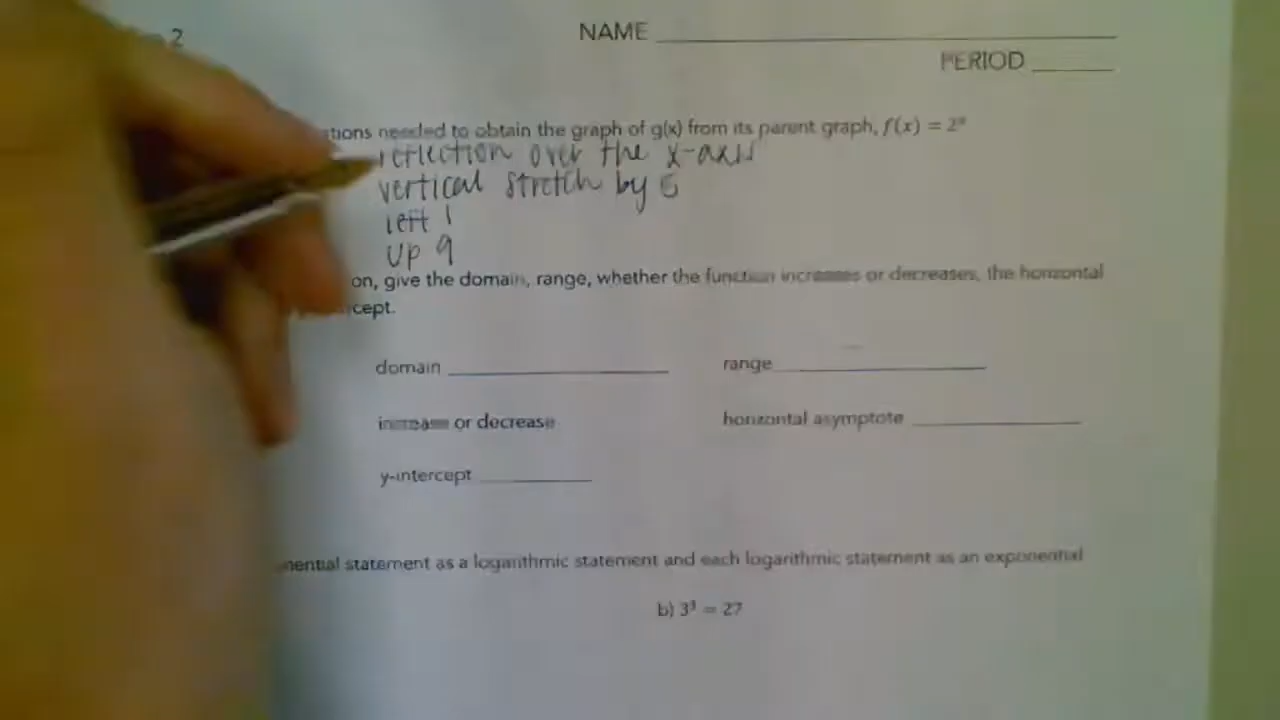 2
NAME
PERIOD
needed to obtain the graph of g(x) from its parent graph, f(x) = 2ˣ
reflection over the x-axis
vertical stretch by 5
left 1
up 9
on, give the domain, range, whether the function increases or decreases, the horizontal
cept.
domain range
increase or decrease horizontal asymptote
y-intercept
nential statement as a logarithmic statement and each logarithmic statement as an exponential
b) 3³ = 27